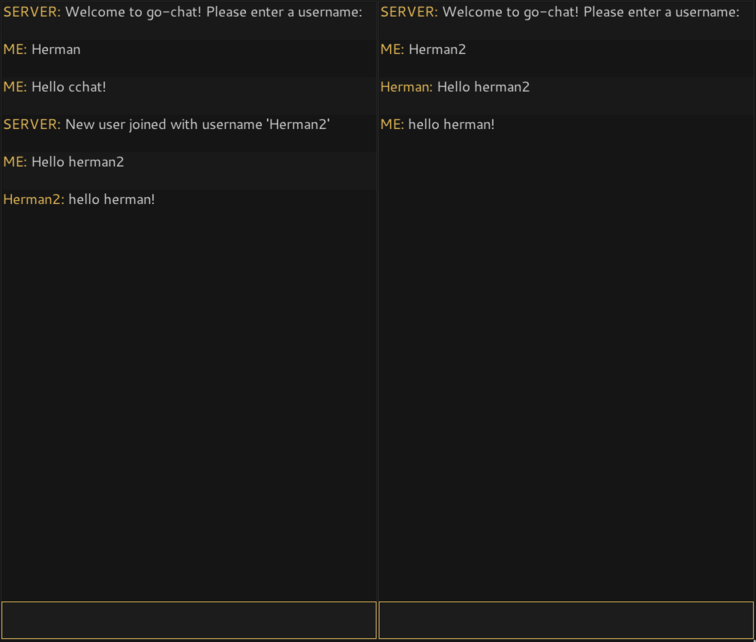 SERVER: Welcome to go-chat! Please enter a username:
ME: Herman
ME: Hello cchat!
SERVER: New user joined with username 'Herman2'
ME: Hello herman2
Herman2: hello herman!
SERVER: Welcome to go-chat! Please enter a username:
ME: Herman2
Herman: Hello herman2
ME: hello herman!